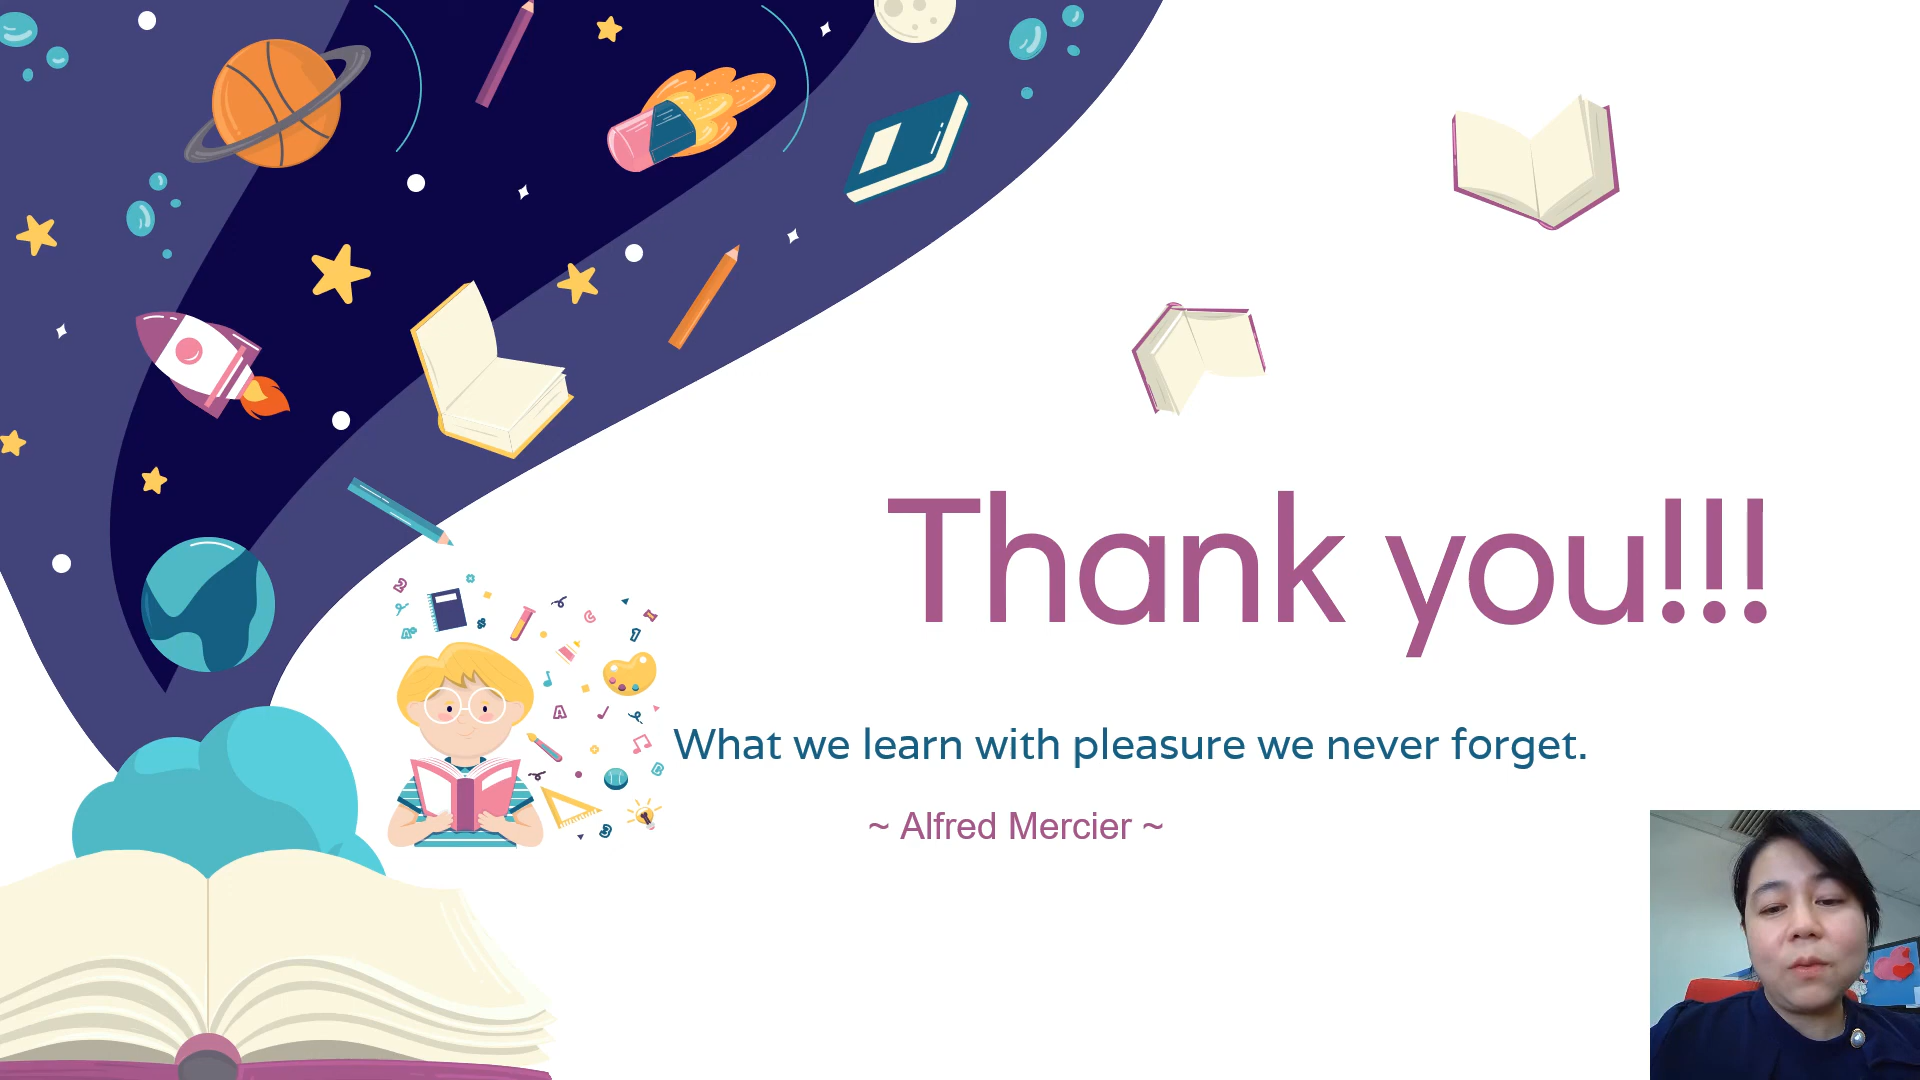 Thank you!!!
What we learn with pleasure we never forget.
~ Alfred Mercier ~